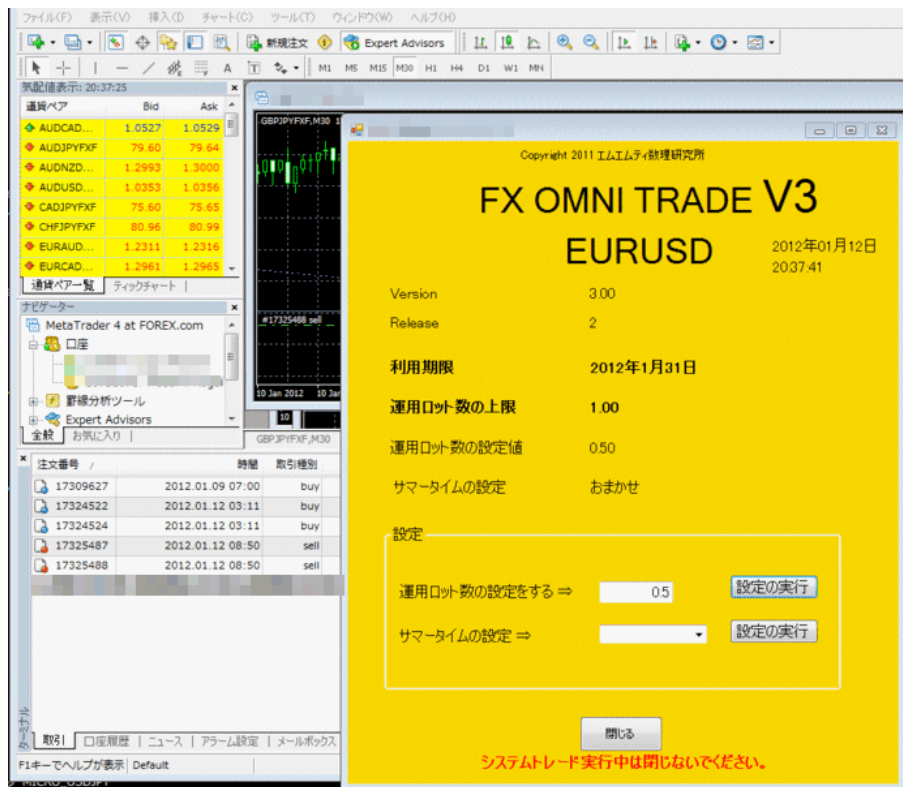 ファイル(F) 表示(V) 挿入(I) チャート(C) ツール(T) ウィンドウ(W) ヘルプ(H)
新規注文 Expert Advisors
A T M1 M5 M15 M30 H1 H4 D1 W1 MN
気配値表示: 20:37:25
通貨ペア Bid Ask
AUDCAD... 1.0527 1.0529
AUDJPYFXF 79.60 79.64
AUDNZD... 1.2993 1.3000
AUDUSD... 1.0353 1.0356
CADJPYFXF 75.60 75.65
CHFJPYFXF 80.96 80.99
EURAUD... 1.2311 1.2316
EURCAD... 1.2961 1.2965
通貨ペア一覧 ティックチャート
ナビゲーター
MetaTrader 4 at FOREX.com
口座
罫線分析ツール
Expert Advisors
全般 お気に入り
GBPJPYFXF,M30
#17325488 sell
10 Jan 2012 10 Jan
10
GBPJPYFXF,M30
注文番号 / 時間 取引種別
17309627 2012.01.09 07:00 buy
17324522 2012.01.12 03:11 buy
17324524 2012.01.12 03:11 buy
17325487 2012.01.12 08:50 sell
17325488 2012.01.12 08:50 sell
ターミナル
取引 口座履歴 ニュース アラーム設定 メールボックス
F1キーでヘルプが表示 Default
MICRO_USDJPY
Copyright 2011 エムエムティ数理研究所
FX OMNI TRADE V3
EURUSD
2012年01月12日
20:37:41
Version 3.00
Release 2
利用期限 2012年1月31日
運用ロット数の上限 1.00
運用ロット数の設定値 0.50
サマータイムの設定 おまかせ
設定
運用ロット数の設定をする ⇒ 0.5 設定の実行
サマータイムの設定 ⇒ 設定の実行
閉じる
システムトレード実行中は閉じないでください。